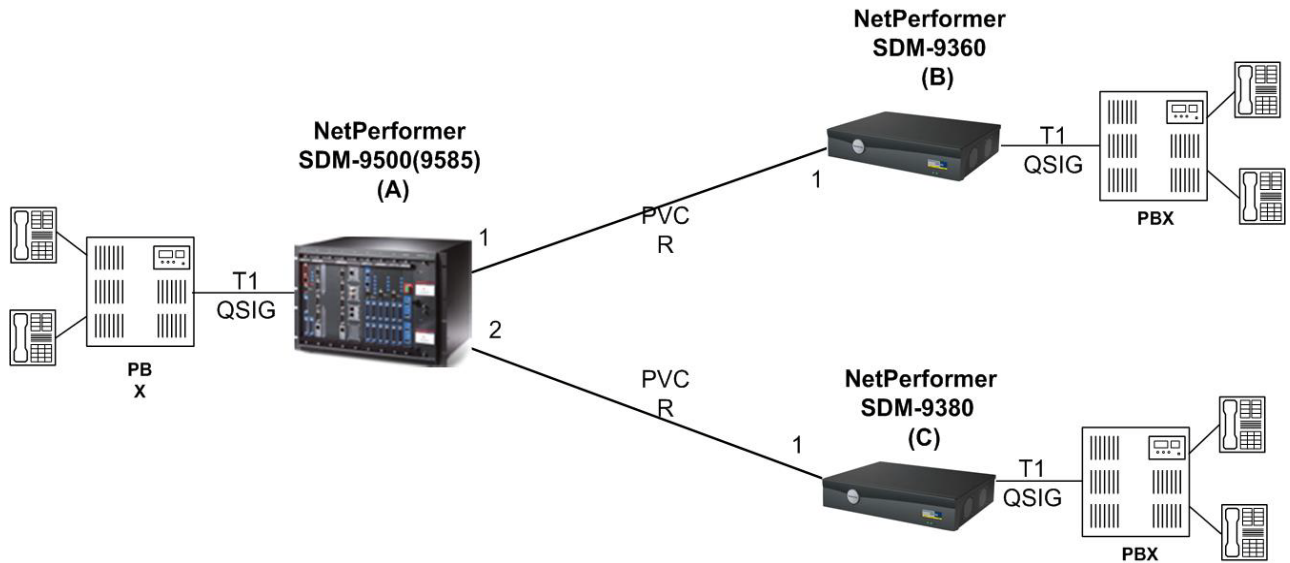 NetPerformer
SDM-9360
(B)
NetPerformer
SDM-9500(9585)
(A)
T1
QSIG
PBX
1
PVC
R
1
T1
QSIG
PB
X
2
PVC
R
NetPerformer
SDM-9380
(C)
1
T1
QSIG
PBX